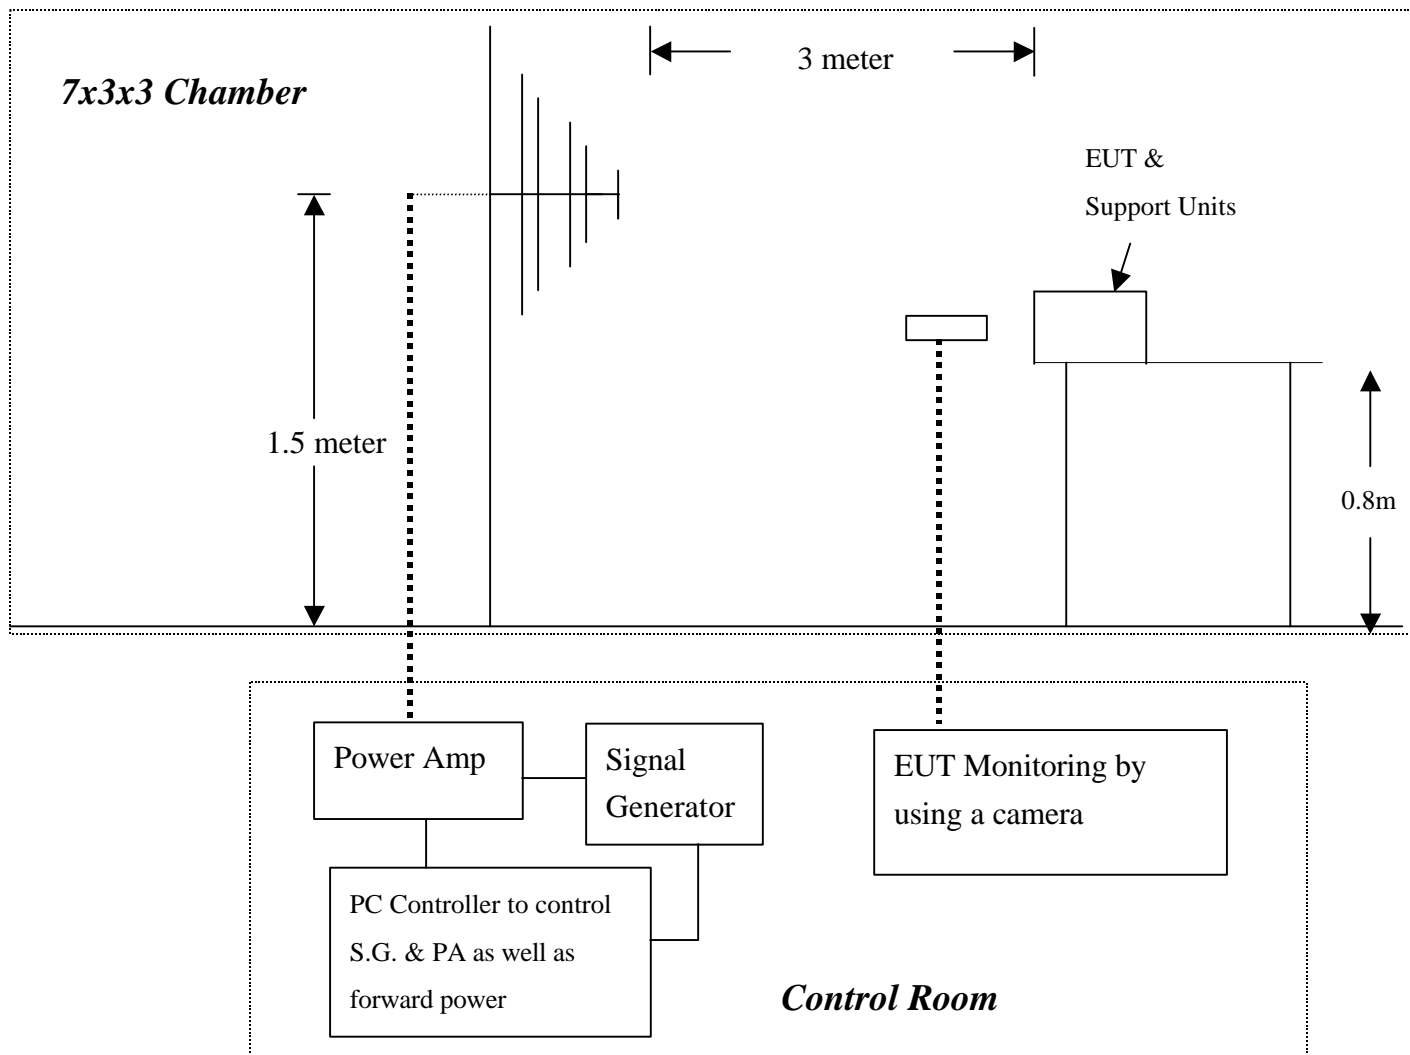 3 meter
7x3x3 Chamber
EUT &
Support Units
1.5 meter
0.8m
Power Amp
Signal
Generator
EUT Monitoring by
using a camera
PC Controller to control
S.G. & PA as well as
forward power
Control Room